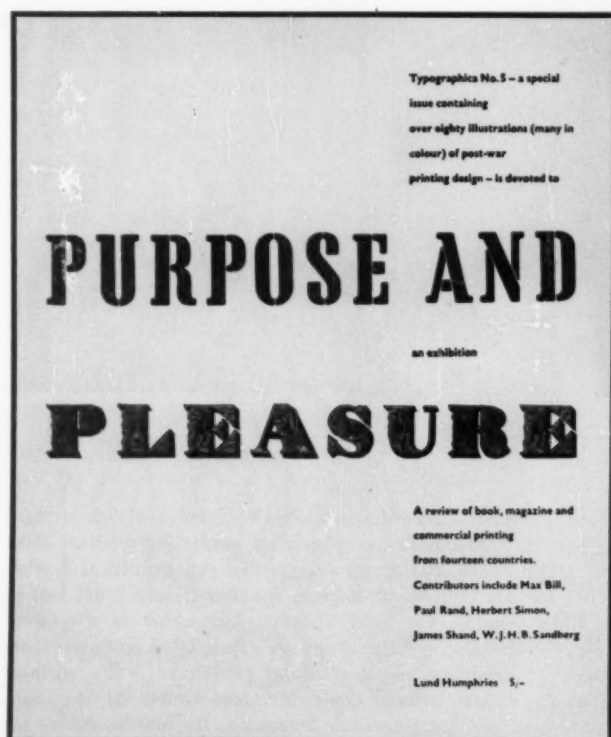 Typographica No. 5 – a special
issue containing
over eighty illustrations (many in
colour) of post-war
printing design – is devoted to
PURPOSE AND
an exhibition
PLEASURE
A review of book, magazine and
commercial printing
from fourteen countries.
Contributors include Max Bill,
Paul Rand, Herbert Simon,
James Shand, W.J.H.B. Sandberg
Lund Humphries 5/-